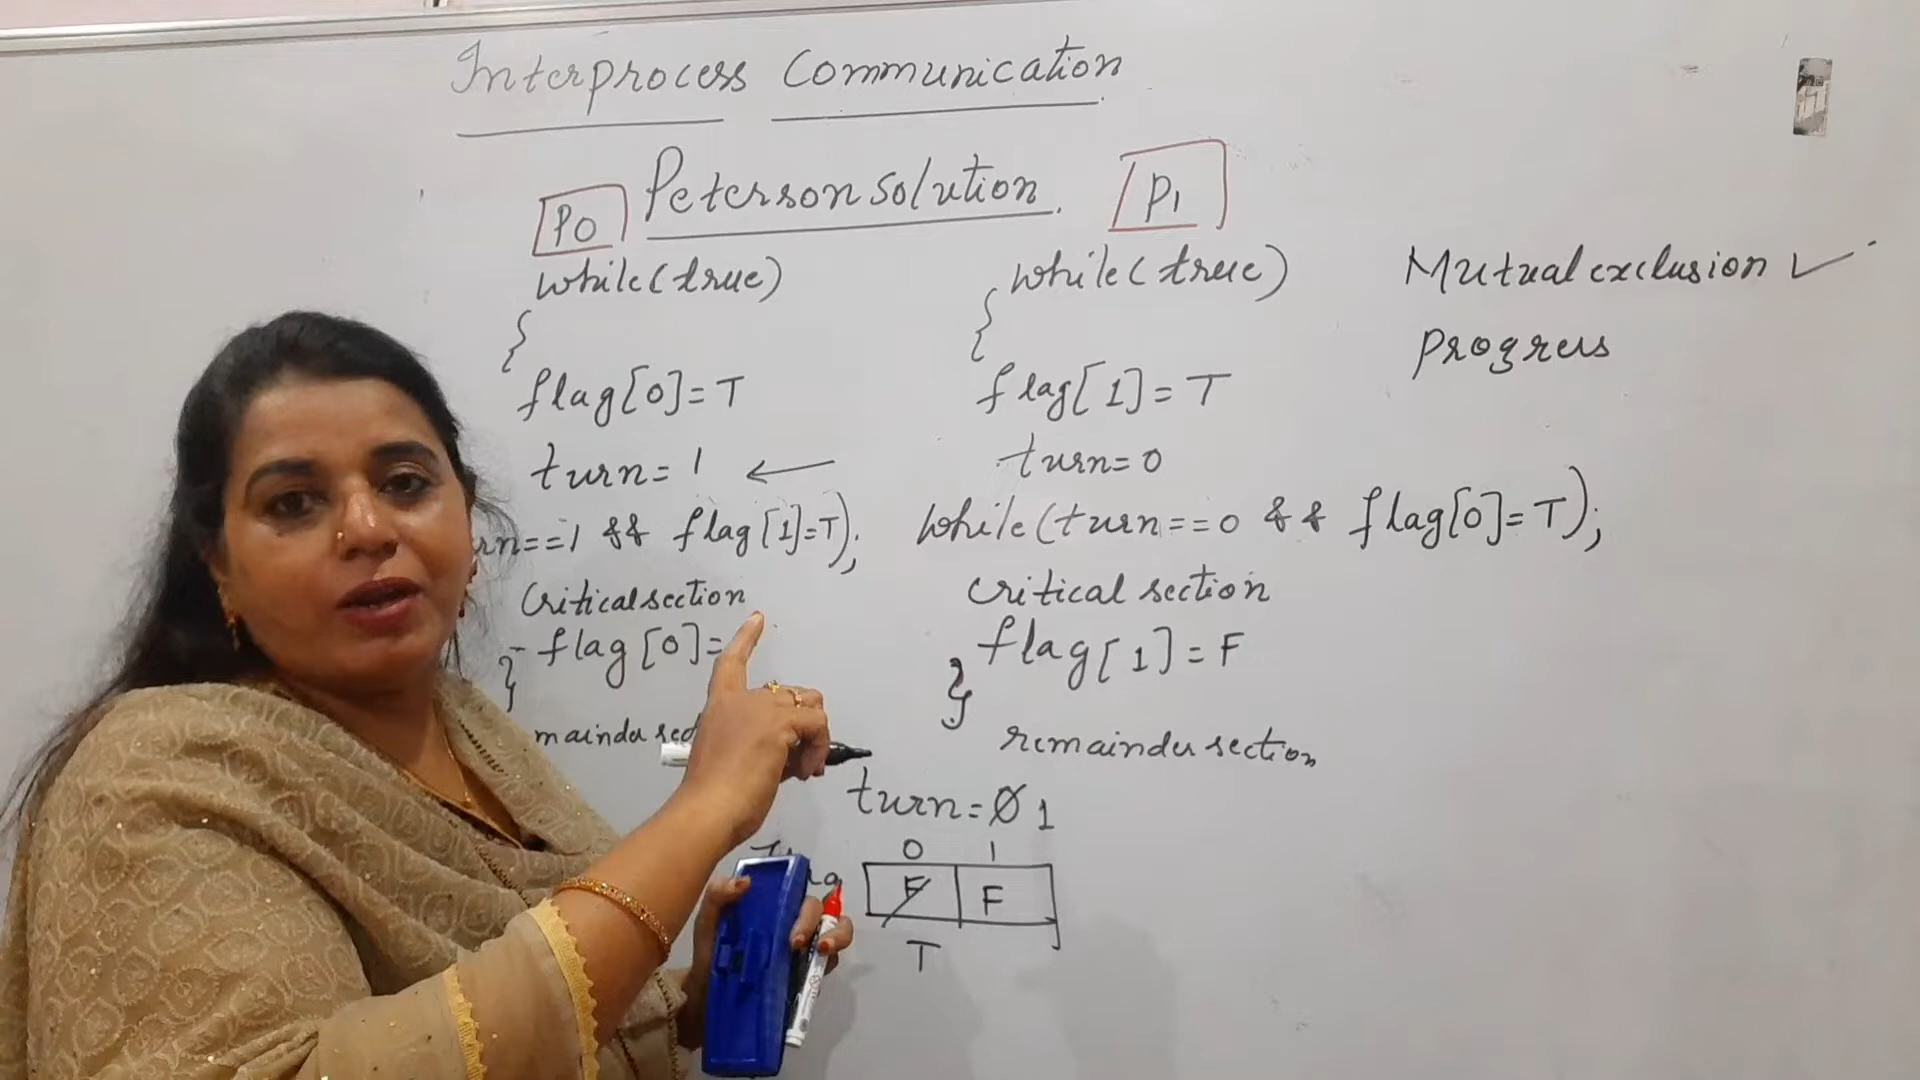 Interprocess Communication
Peterson Solution.
P0
P1
while(true)
{
flag[0]=T
turn=1 ←
rn==1 && flag[1]=T);
Critical section
flag[0]=
}
mainder sec
while(true)
{
flag[1]=T
turn=0
while(turn==0 && flag[0]=T);
critical section
flag[1]=F
}
remainder section
Mutual exclusion ✓
Progress
turn=0 1
0 1
F F
T